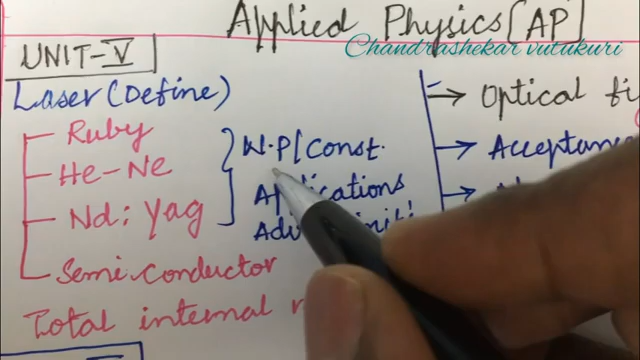 Applied Physics [AP]
Chandrashekar vutukuri
UNIT-V
Laser (Define)
Ruby
He-Ne
Nd: Yag
Semi-conductor
Total internal
W.P [Const.
Applications
→ Optical
→
→